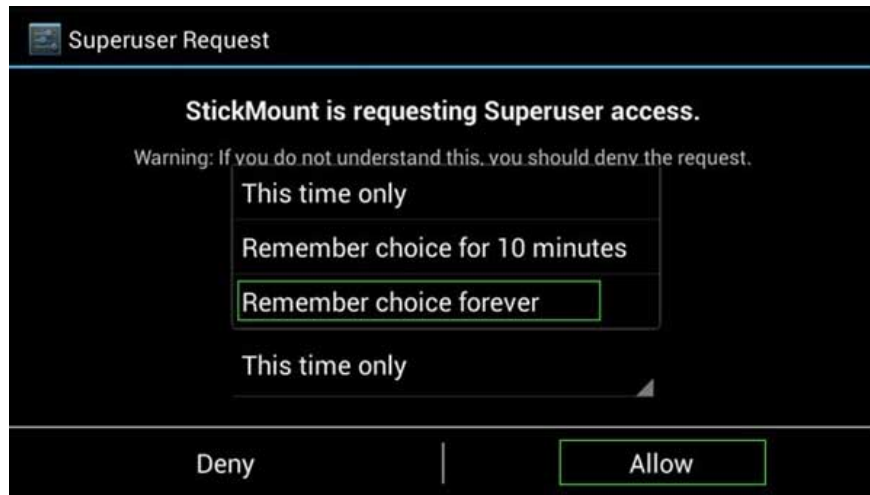 Superuser Request
StickMount is requesting Superuser access.
Warning: If you do not understand this, you should deny the request.
This time only
Remember choice for 10 minutes
Remember choice forever
This time only
Deny
Allow